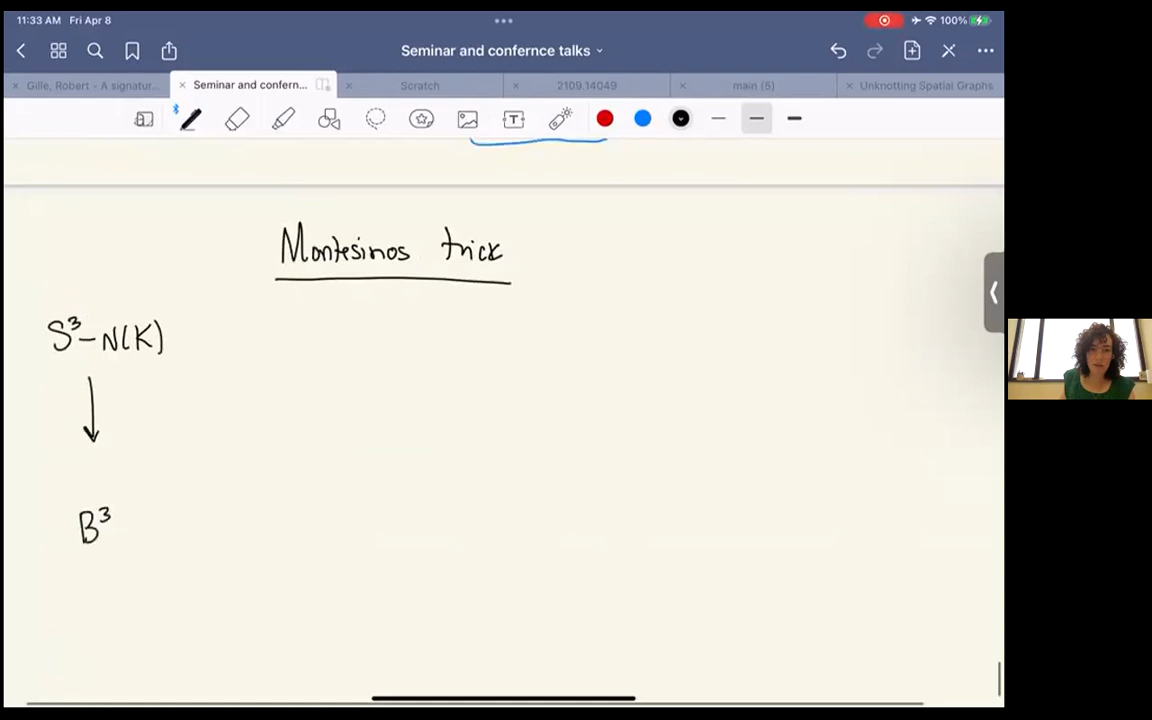 11:33 AM Fri Apr 8
100%
Seminar and confernce talks
Gille, Robert - A signatur...
Seminar and confern...
Scratch
2109.14049
main (5)
Unknotting Spatial Graphs
Montesinos trick
S³-N(K)
B³